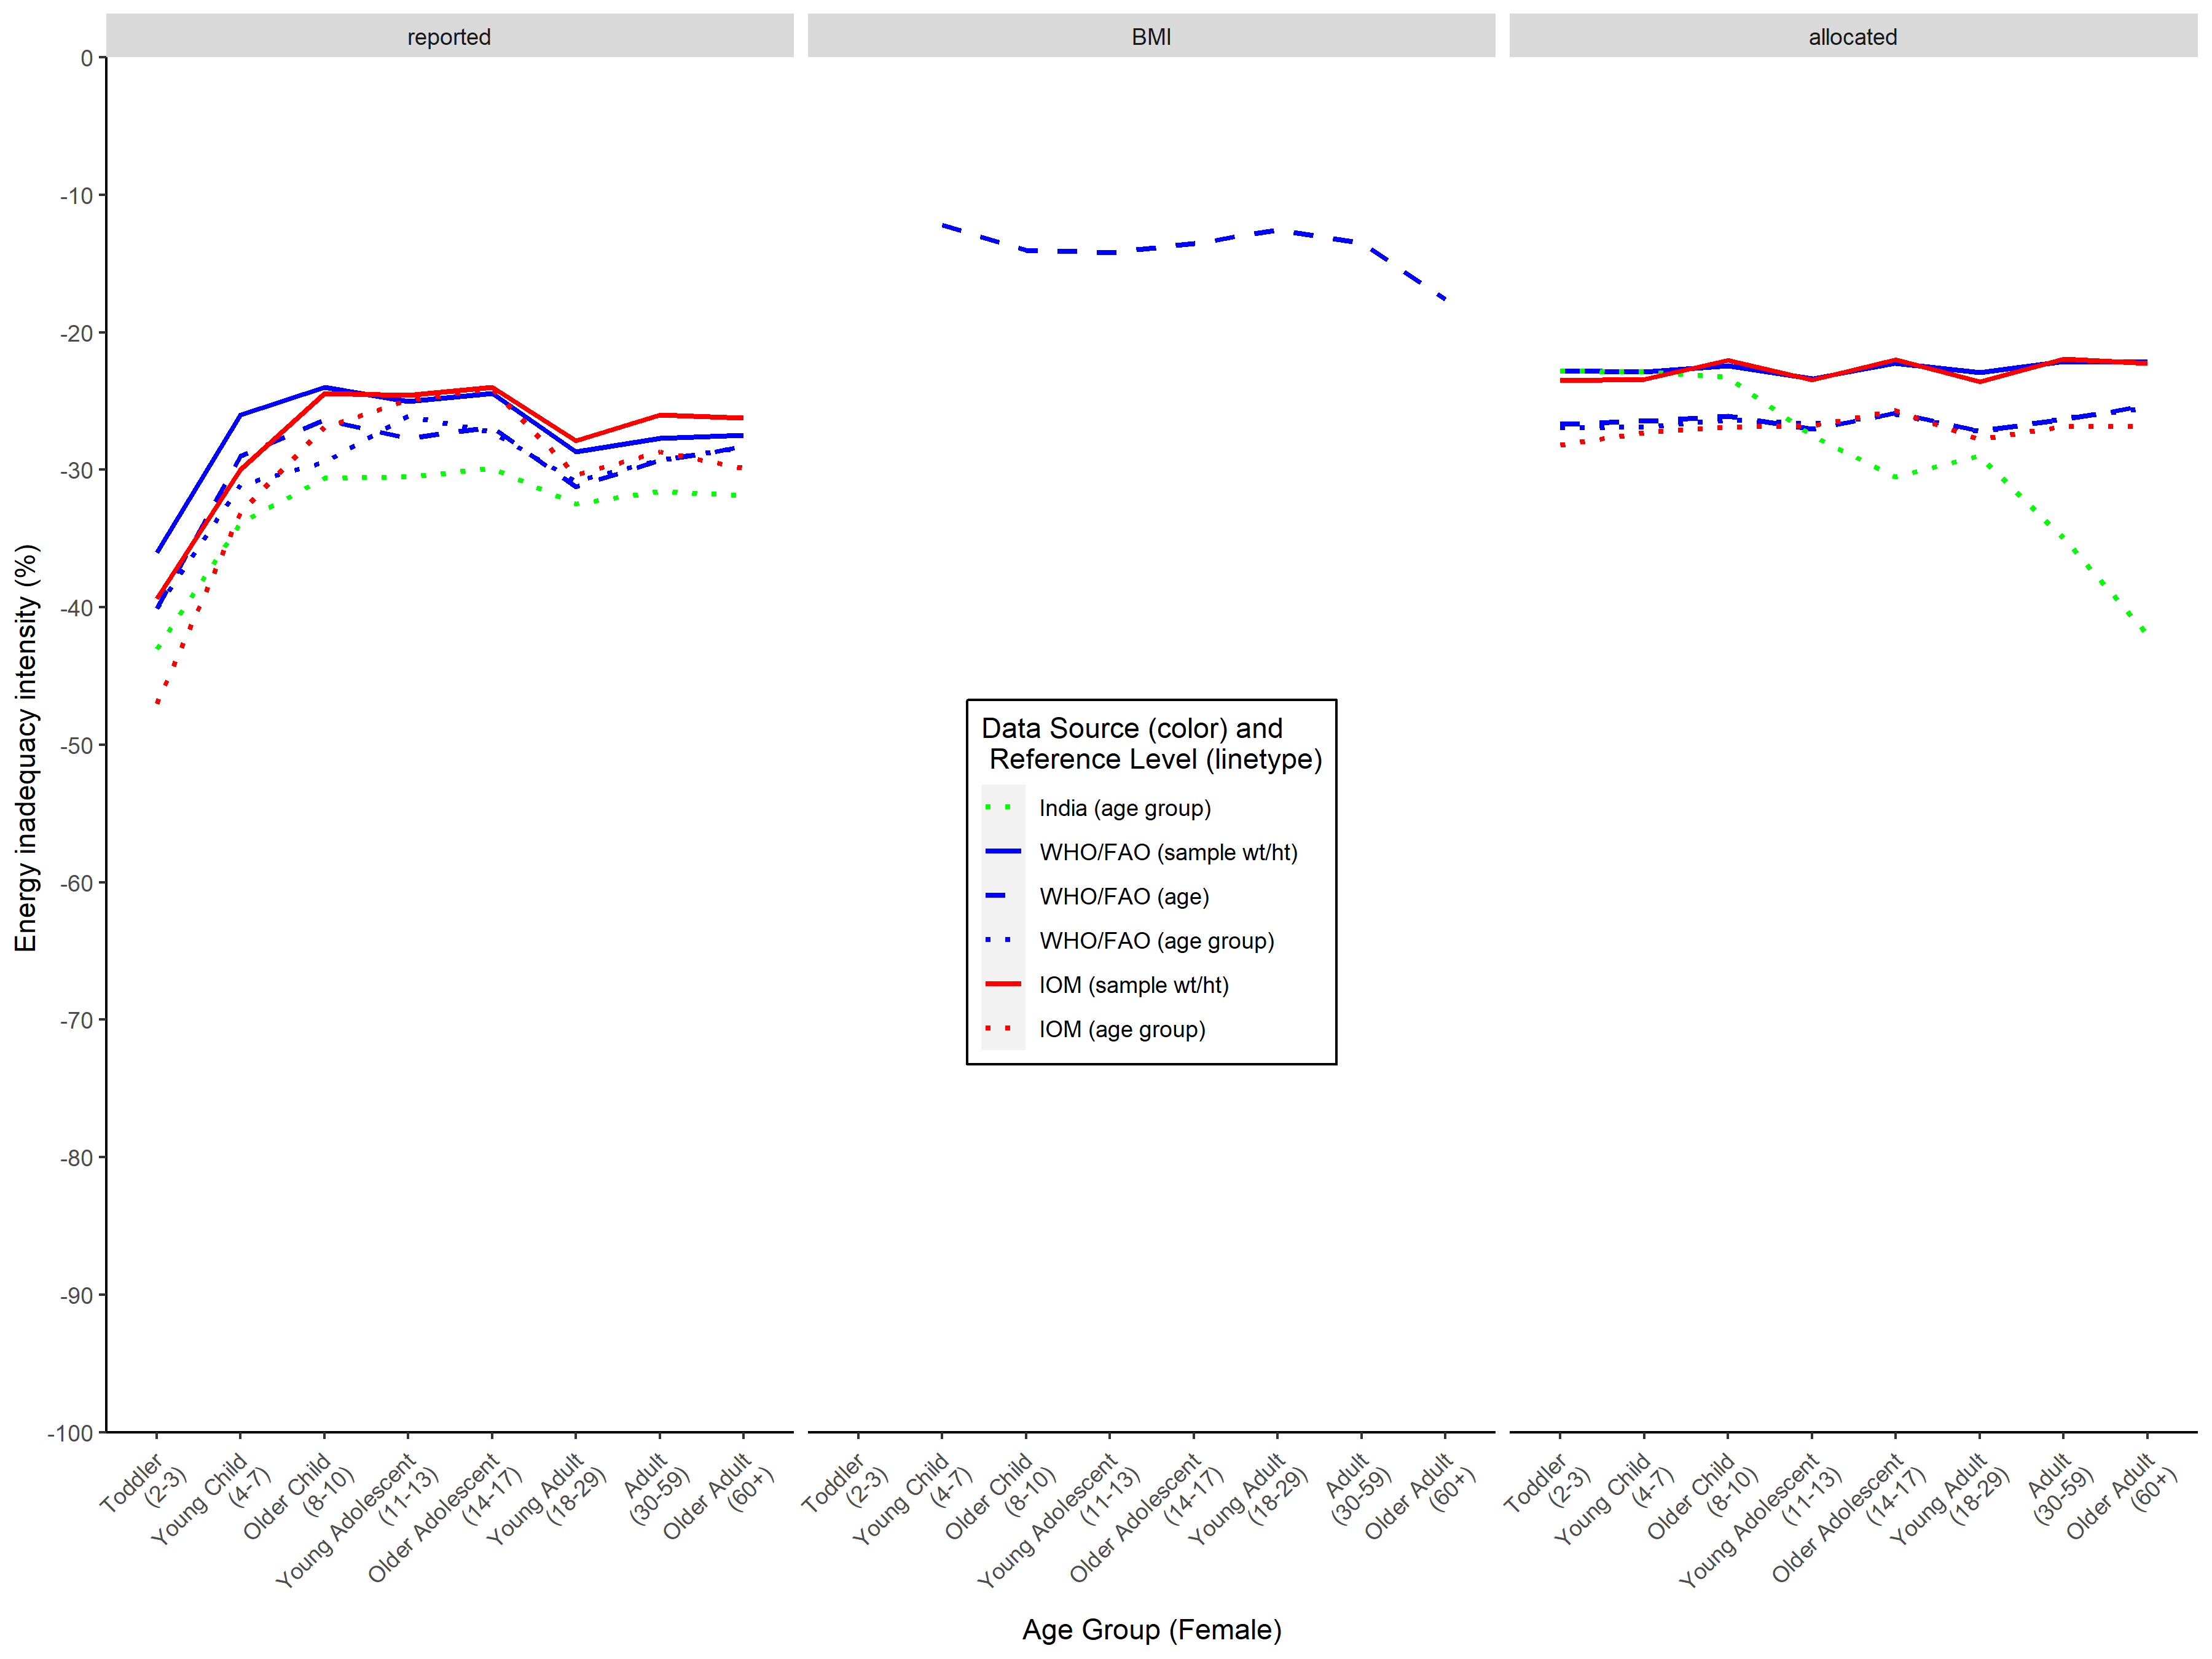 reported
BMI
allocated
0
-10
-20
-30
-40
-50
-60
-70
-80
-90
-100
Energy inadequacy intensity (%)
Data Source (color) and
Reference Level (linetype)
India (age group)
WHO/FAO (sample wt/ht)
WHO/FAO (age)
WHO/FAO (age group)
IOM (sample wt/ht)
IOM (age group)
Toddler
(2-3)
Young Child
(4-7)
Older Child
(8-10)
Young Adolescent
(11-13)
Older Adolescent
(14-17)
Young Adult
(18-29)
Adult
(30-59)
Older Adult
(60+)
Toddler
(2-3)
Young Child
(4-7)
Older Child
(8-10)
Young Adolescent
(11-13)
Older Adolescent
(14-17)
Young Adult
(18-29)
Adult
(30-59)
Older Adult
(60+)
Toddler
(2-3)
Young Child
(4-7)
Older Child
(8-10)
Young Adolescent
(11-13)
Older Adolescent
(14-17)
Young Adult
(18-29)
Adult
(30-59)
Older Adult
(60+)
Age Group (Female)